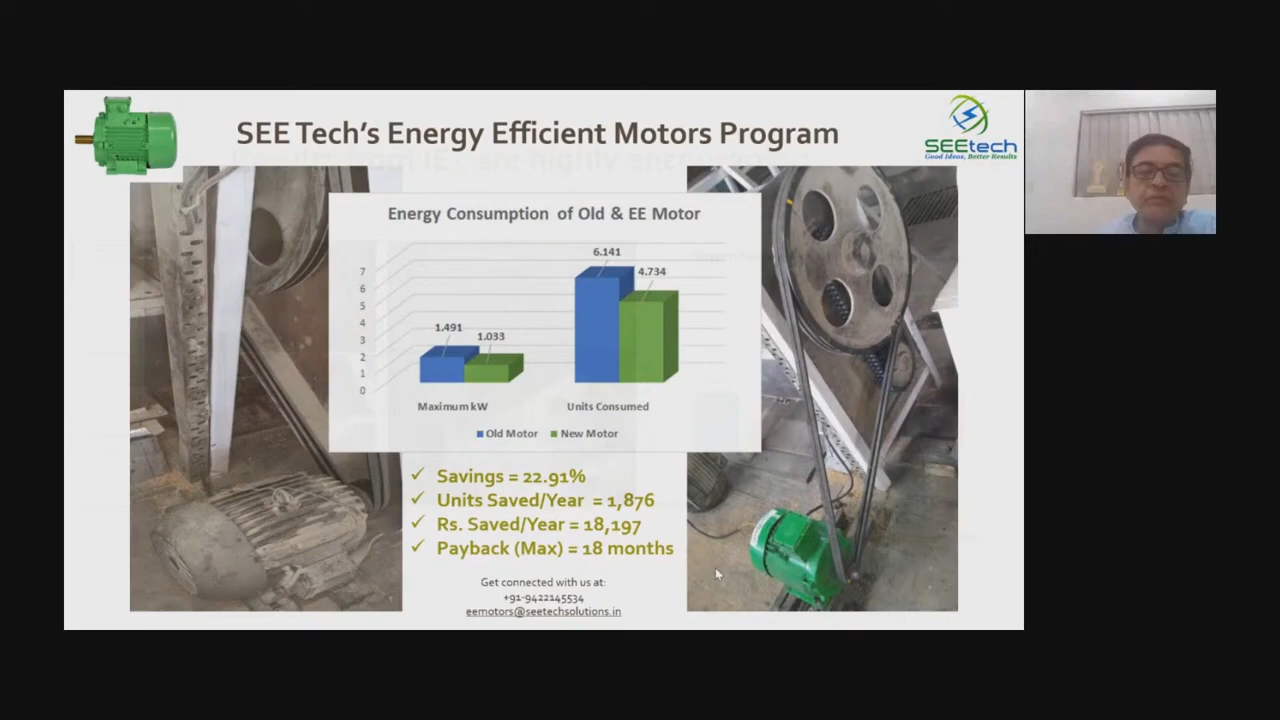 SEE Tech's Energy Efficient Motors Program
SEEtech
Good Ideas, Better Results
Energy Consumption of Old & EE Motor
7
6
5
4
3
2
1
0
1.491
1.033
6.141
4.734
Maximum kW
Units Consumed
Old Motor
New Motor
✓ Savings = 22.91%
✓ Units Saved/Year = 1,876
✓ Rs. Saved/Year = 18,197
✓ Payback (Max) = 18 months
Get connected with us at:
+91-9422145534
eemotors@seetechsolutions.in